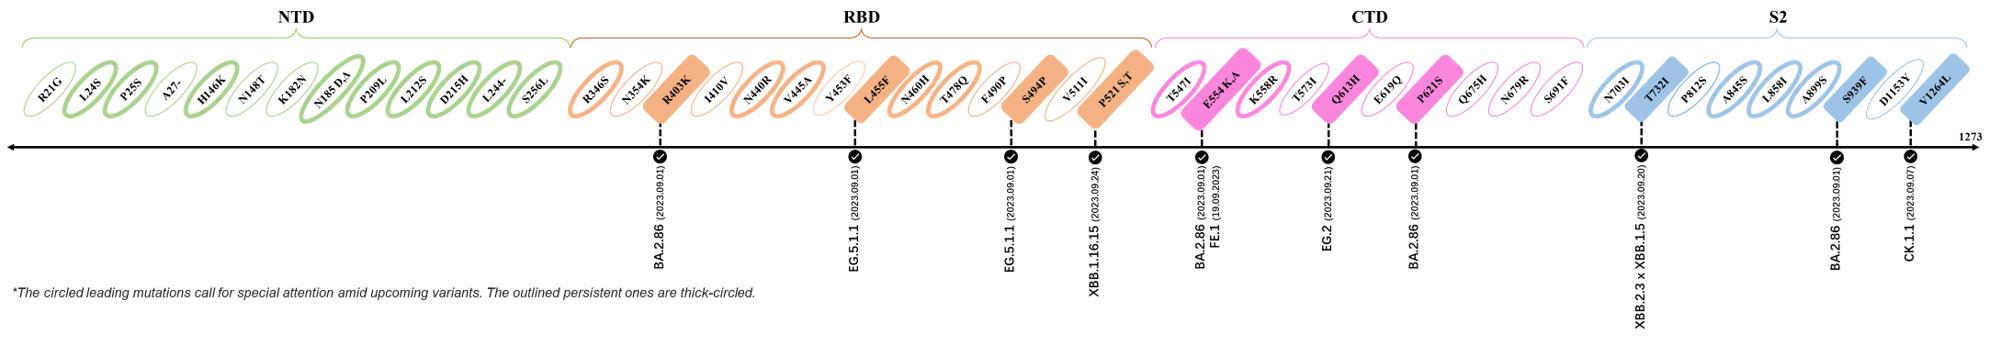 NTD
RBD
CTD
S2
R21G
L24S
P25S
A27-
H146K
N148T
K182N
N185 D,Δ
P209L
L212S
D215H
L244-
S256L
R346S
N354K
R403K
I410V
N440R
V445A
Y453F
L455F
N460H
T478Q
F490P
S494P
V511I
P521 S,T
T547I
E554 K,A
K558R
T573I
Q613H
E619Q
P621S
Q675H
N679R
S691F
N703I
T732I
P812S
A845S
L858I
A899S
S939F
D1153Y
V1264L
1273
BA.2.86 (2023.09.01)
EG.5.1.1 (2023.09.01)
EG.5.1.1 (2023.09.01)
XBB.1.16.15 (2023.09.24)
BA.2.86 (2023.09.01)
FE.1 (19.09.2023)
EG.2 (2023.09.21)
BA.2.86 (2023.09.01)
XBB.2.3 x XBB.1.5 (2023.09.20)
BA.2.86 (2023.09.01)
CK.1.1 (2023.09.07)
*The circled leading mutations call for special attention amid upcoming variants. The outlined persistent ones are thick-circled.